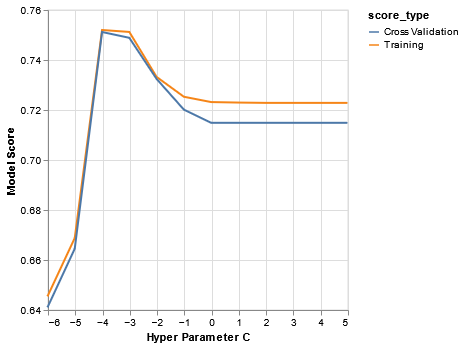 score_type
Cross Validation
Training
0.76
0.74
0.72
0.70
0.68
0.66
0.64
Model Score
−6 −5 −4 −3 −2 −1 0 1 2 3 4 5
Hyper Parameter C